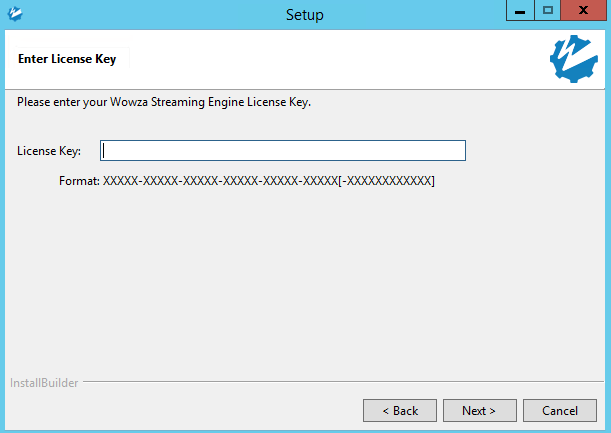 Setup
Enter License Key
Please enter your Wowza Streaming Engine License Key.
License Key:
Format: XXXXX-XXXXX-XXXXX-XXXXX-XXXXX-XXXXX[-XXXXXXXXXXXX]
InstallBuilder
< Back Next > Cancel